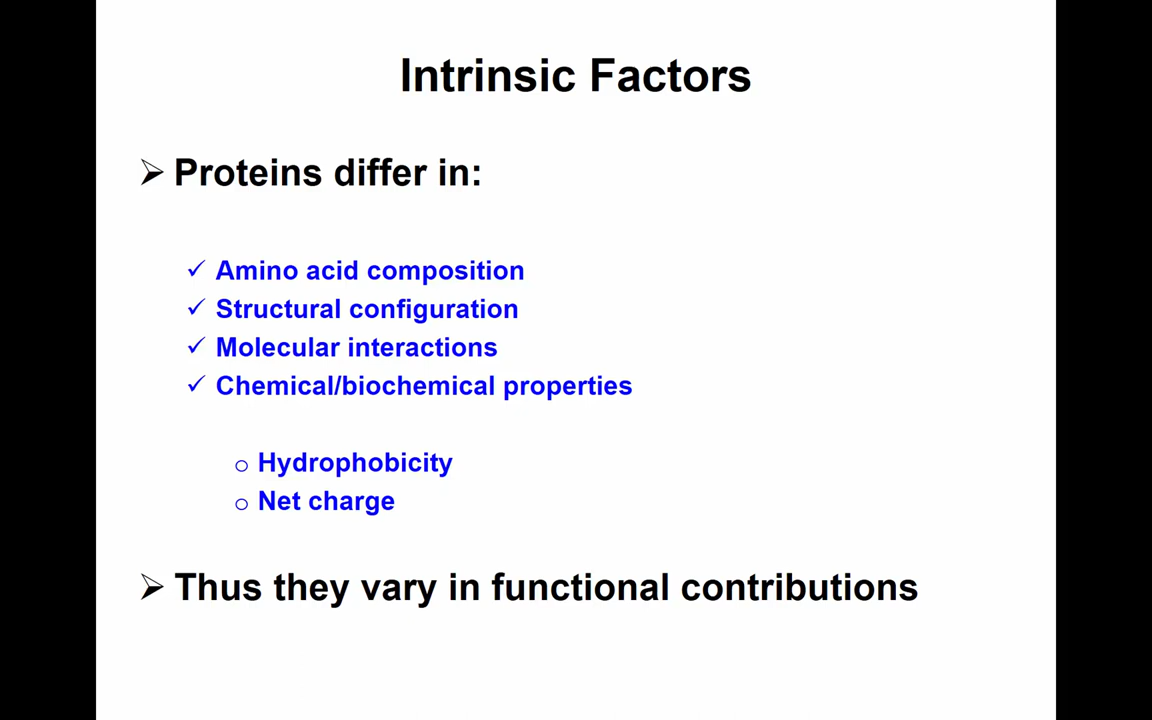 Intrinsic Factors
➢ Proteins differ in:
✓ Amino acid composition
✓ Structural configuration
✓ Molecular interactions
✓ Chemical/biochemical properties
o Hydrophobicity
o Net charge
➢ Thus they vary in functional contributions